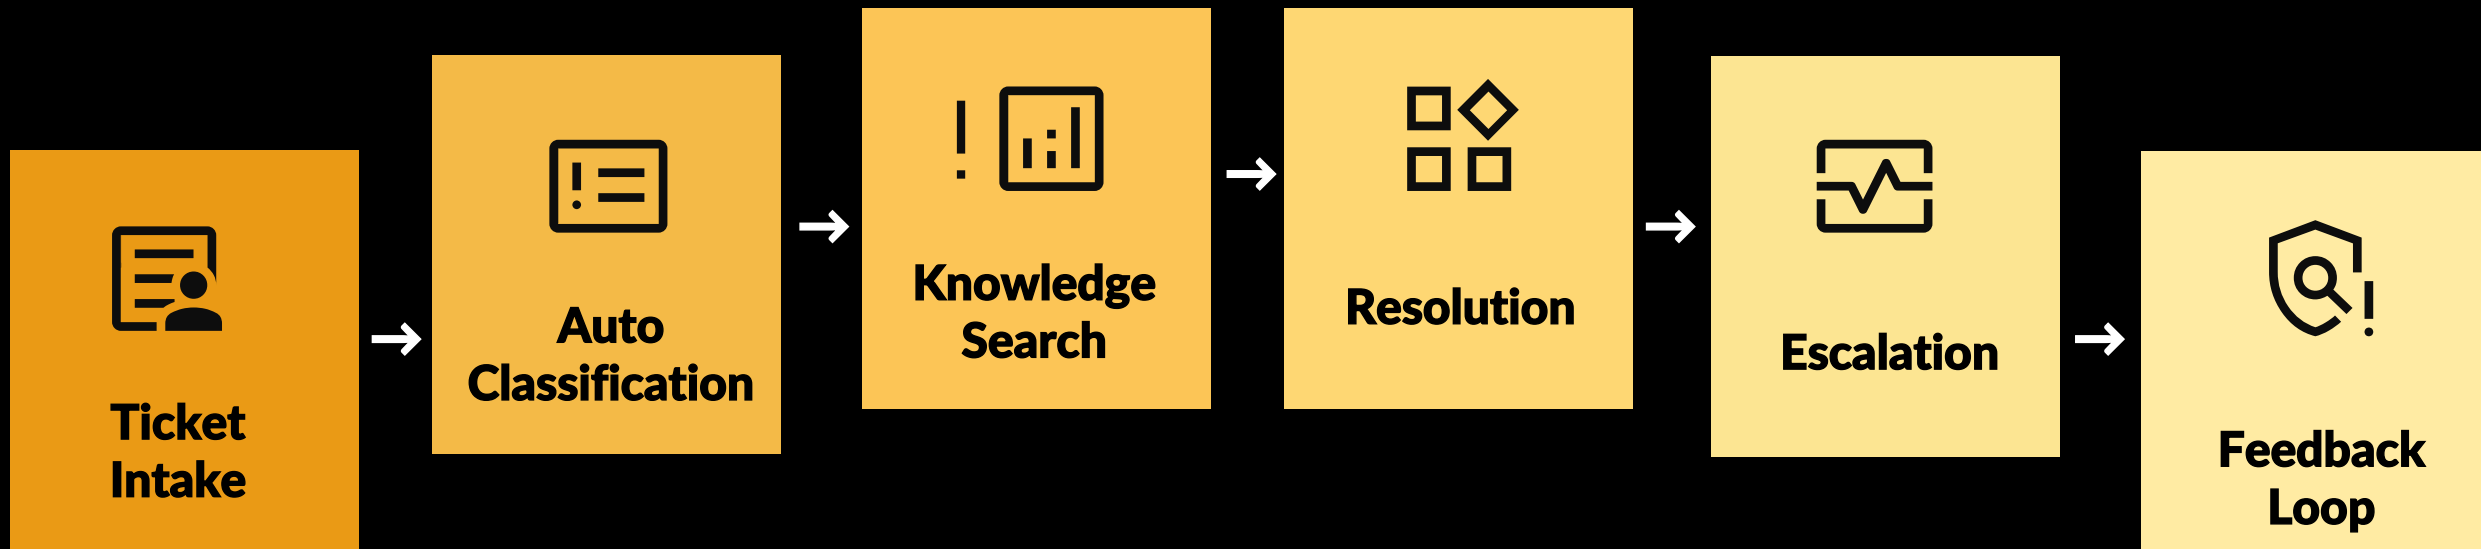 Ticket
Intake
Auto
Classification
Knowledge
Search
Resolution
Escalation
Feedback
Loop